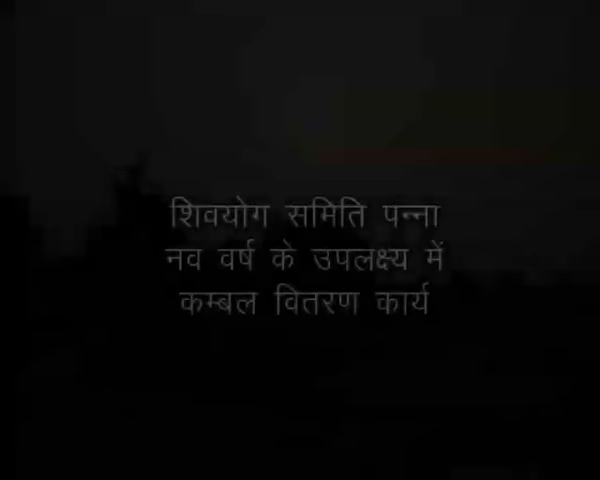 शिवयोग समिति पन्ना
नव वर्ष के उपलक्ष्य में
कम्बल वितरण कार्य